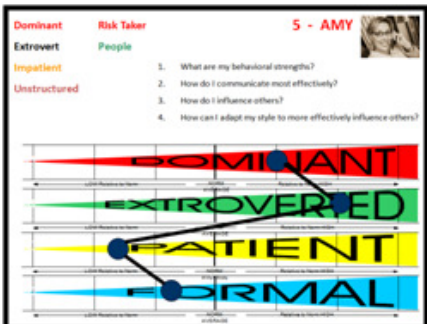 Dominant Risk Taker 5 - AMY
Extrovert People
Impatient
Unstructured
1. What are my behavioral strengths?
2. How do I communicate most effectively?
3. How do I influence others?
4. How can I adapt my style to more effectively influence others?
DOMINANT
EXTROVERTED
PATIENT
FORMAL